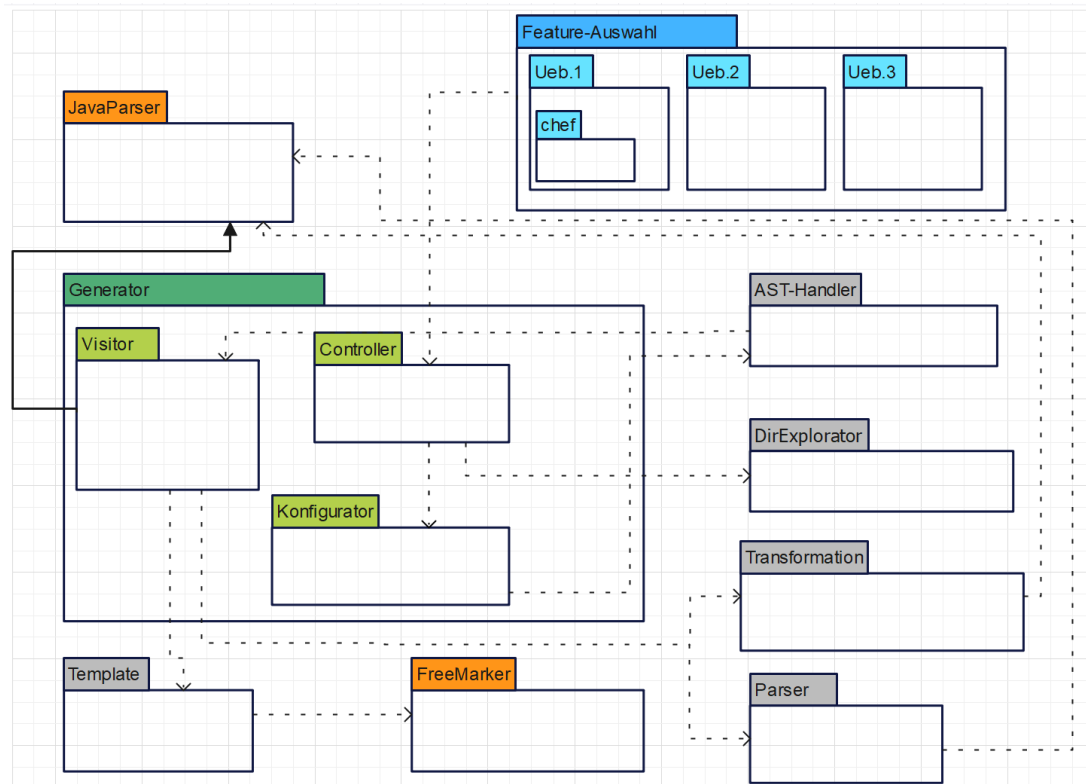 Feature-Auswahl
Ueb.1
Ueb.2
Ueb.3
JavaParser
chef
Generator
AST-Handler
Visitor
Controller
DirExplorator
Konfigurator
Transformation
Template
FreeMarker
Parser